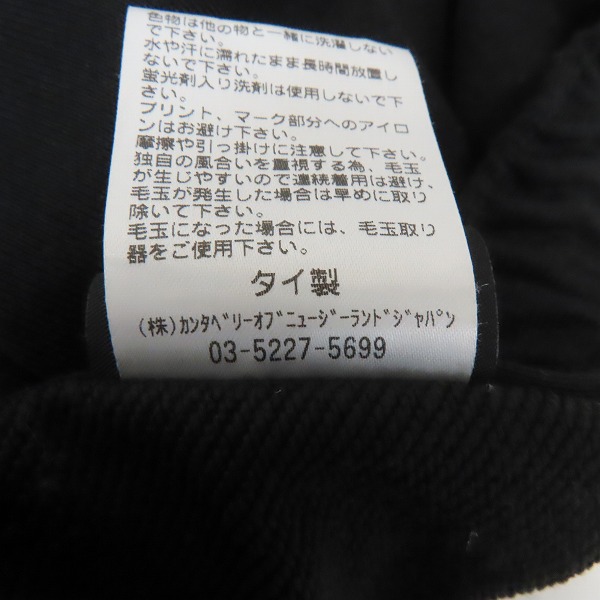 色物は他の物と一緒に洗濯しない
で下さい。
水や汗に濡れたまま長時間放置し
ないで下さい。
蛍光剤入り洗剤は使用しないで下
さい。
プリント、マーク部分へのアイロ
ンはお避け下さい。
摩擦や引っ掛けに注意して下さい。
独自の風合いを重視する為、毛玉
が生じやすいので連続着用は避け、
毛玉が発生した場合は早めに取り
除いて下さい。
毛玉になった場合には、毛玉取り
器をご使用下さい。
タイ製
(株)ｶﾝﾀﾍﾞﾘｰｵﾌﾞﾆｭｰｼﾞｰﾗﾝﾄﾞｼﾞｬﾊﾟﾝ
03-5227-5699